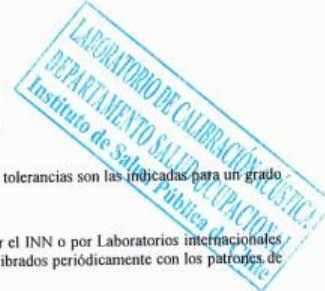 LABORATORIO DE CALIBRACIÓN ACÚSTICA
DEPARTAMENTO SALUD OCUPACIONAL
Instituto de Salud Pública de Chile
tolerancias son las indicadas para un grado
r el INN o por Laboratorios internacionales
librados periódicamente con los patrones de